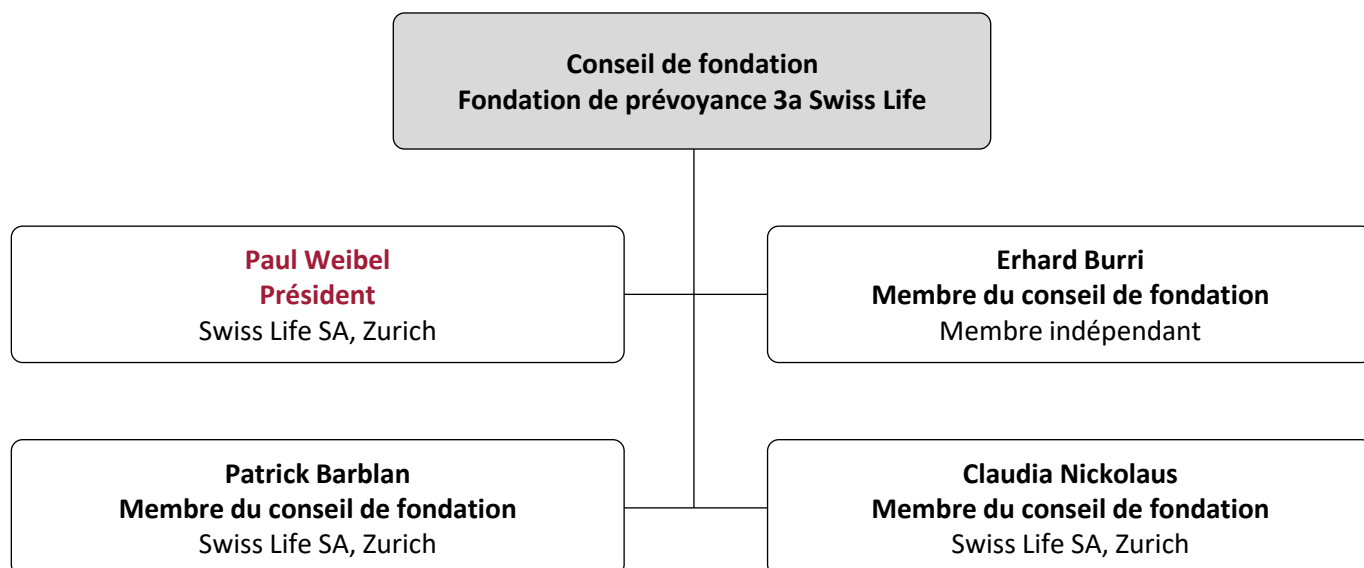 Conseil de fondation
Fondation de prévoyance 3a Swiss Life
Paul Weibel
Président
Swiss Life SA, Zurich
Erhard Burri
Membre du conseil de fondation
Membre indépendant
Patrick Barblan
Membre du conseil de fondation
Swiss Life SA, Zurich
Claudia Nickolaus
Membre du conseil de fondation
Swiss Life SA, Zurich